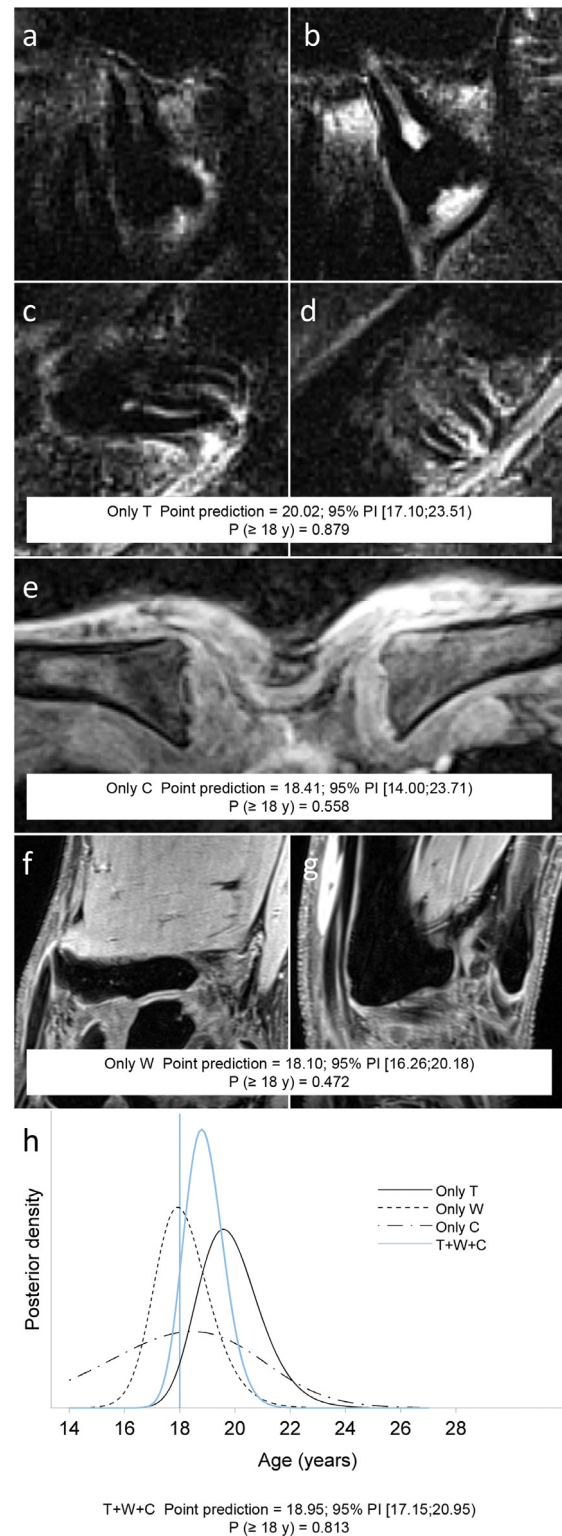 a
b
c
d
Only T Point prediction = 20.02; 95% PI [17.10;23.51)
P (≥ 18 y) = 0.879
e
Only C Point prediction = 18.41; 95% PI [14.00;23.71)
P (≥ 18 y) = 0.558
f
g
Only W Point prediction = 18.10; 95% PI [16.26;20.18)
P (≥ 18 y) = 0.472
h
Posterior density
Only T
Only W
Only C
T+W+C
14 16 18 20 22 24 26 28
Age (years)
T+W+C Point prediction = 18.95; 95% PI [17.15;20.95)
P (≥ 18 y) = 0.813